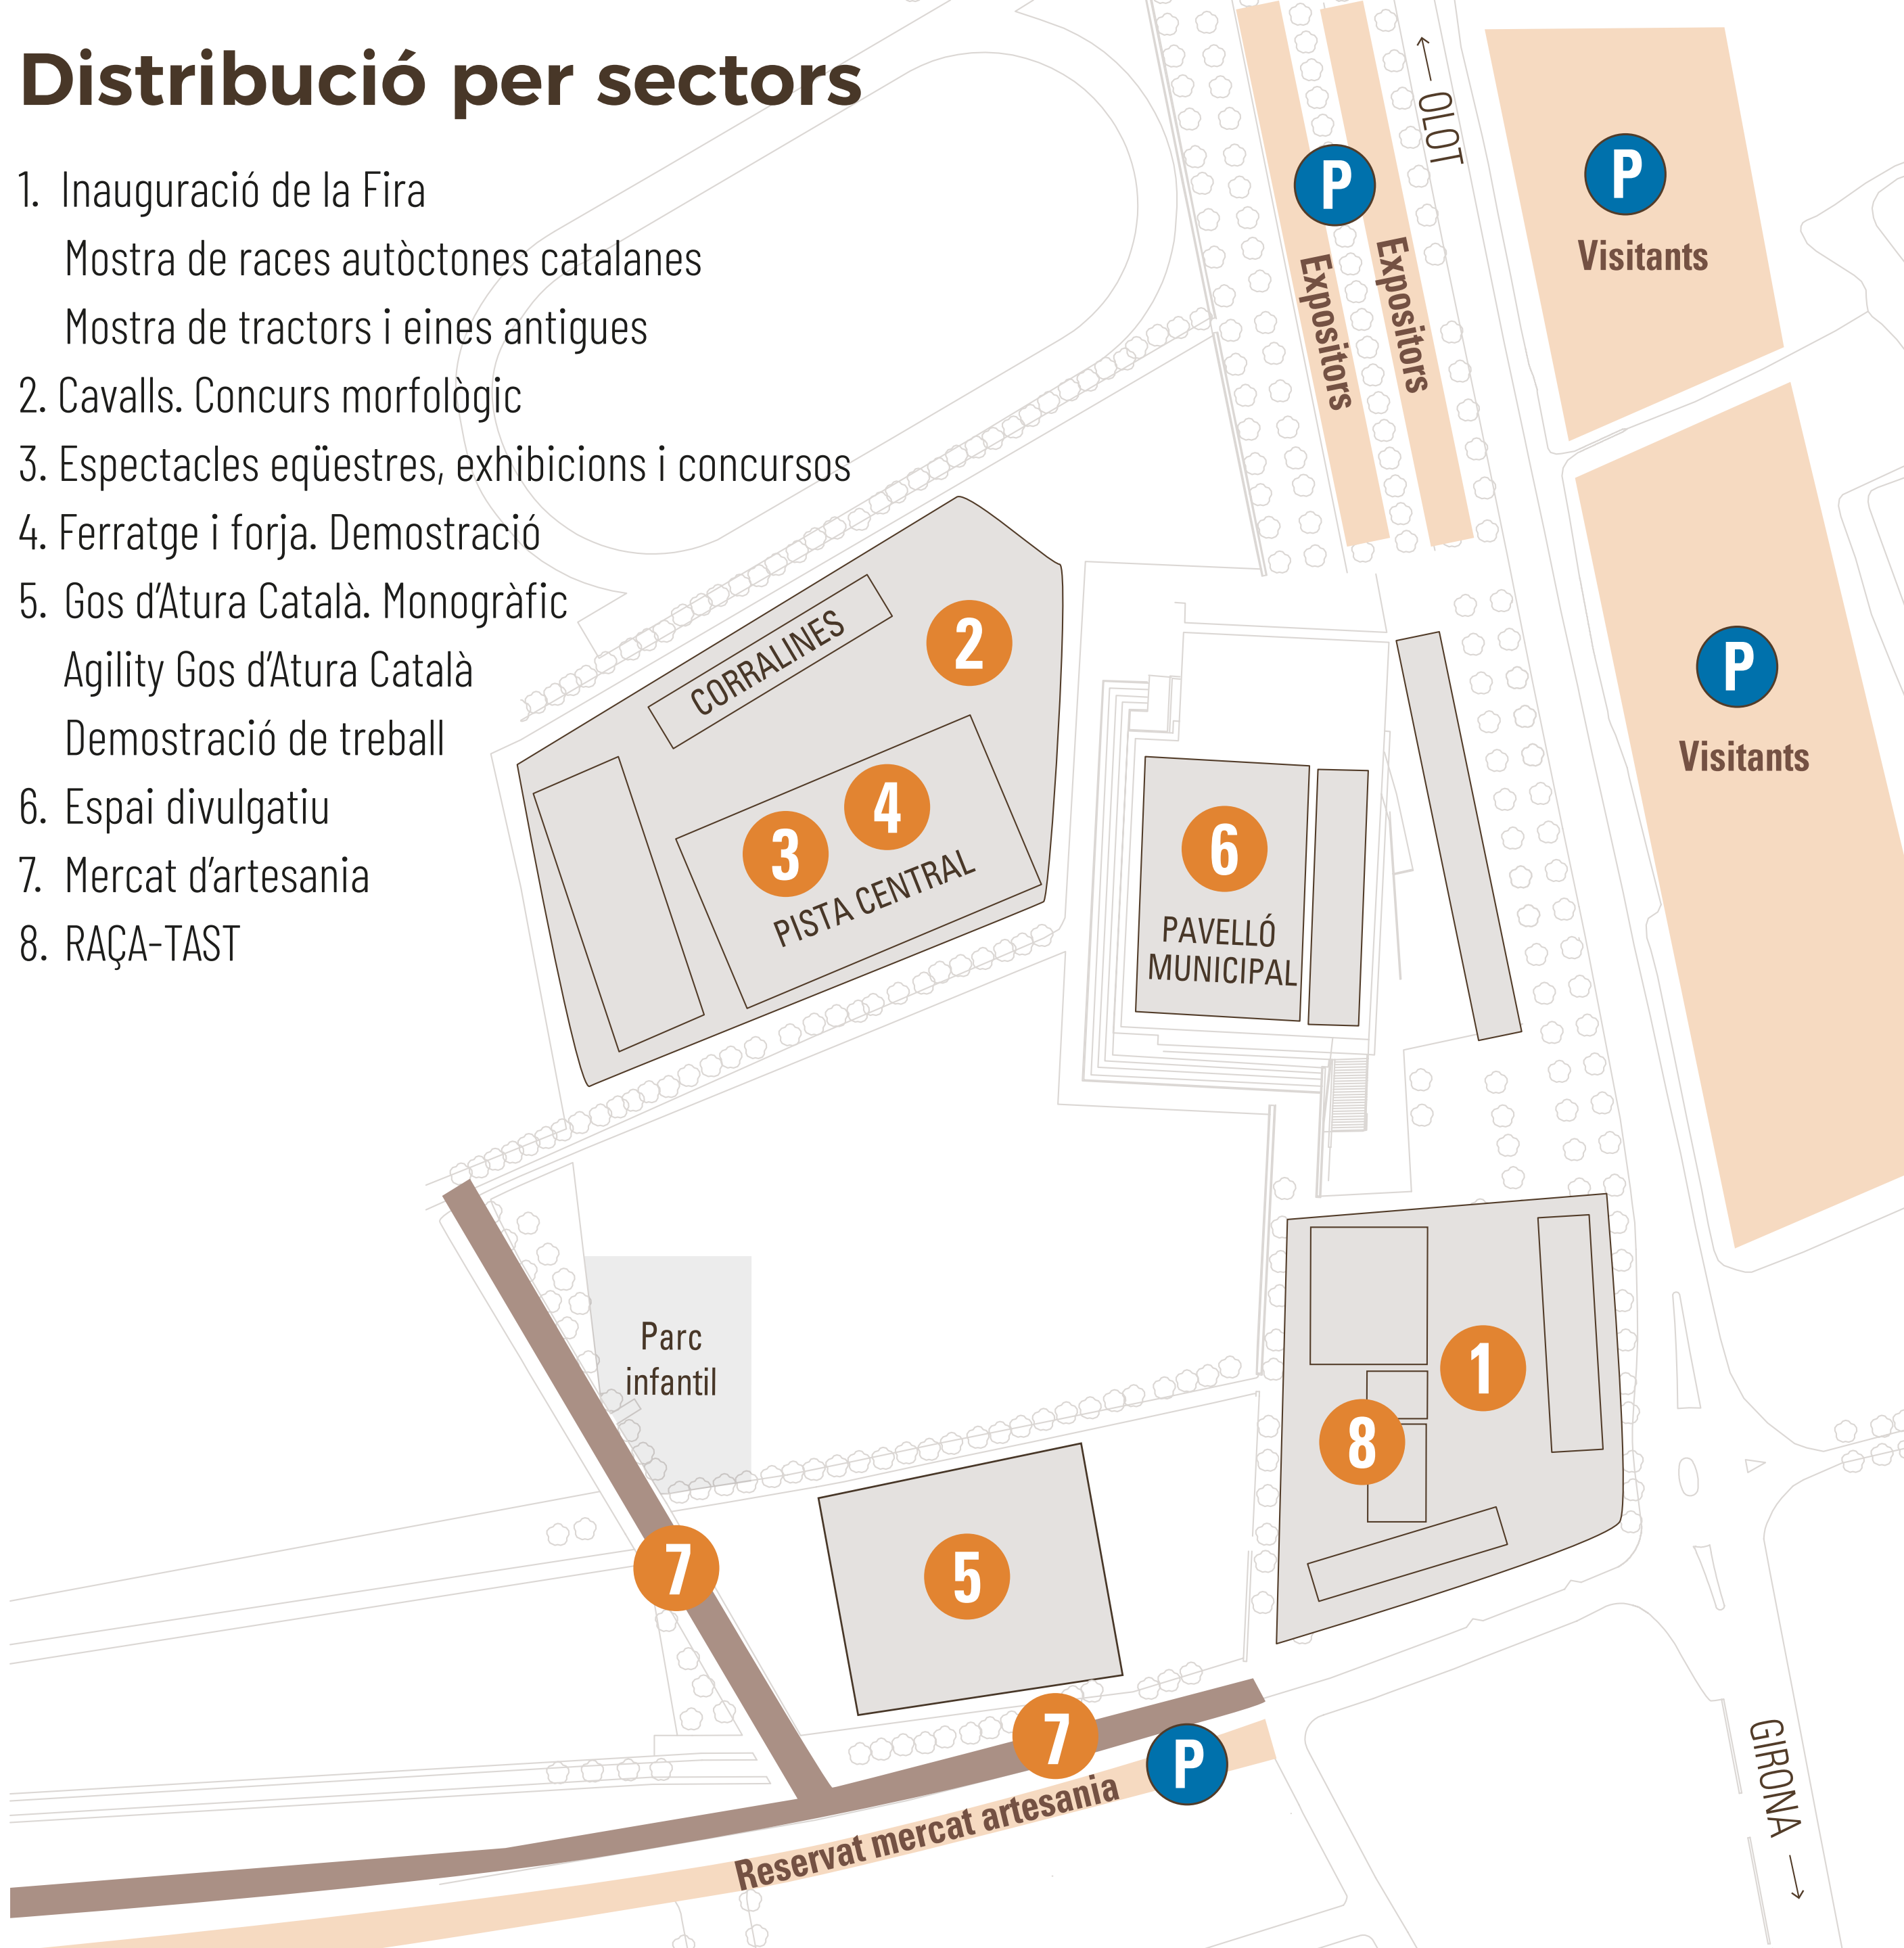 Distribució per sectors
1. Inauguració de la Fira
Mostra de races autòctones catalanes
Mostra de tractors i eines antigues
2. Cavalls. Concurs morfològic
3. Espectacles eqüestres, exhibicions i concursos
4. Ferratge i forja. Demostració
5. Gos d'Atura Català. Monogràfic
Agility Gos d'Atura Català
Demostració de treball
6. Espai divulgatiu
7. Mercat d'artesania
8. RAÇA-TAST
← OLOT
P
Expositors
Expositors
P
Visitants
P
Visitants
CORRALINES
2
3
4
PISTA CENTRAL
6
PAVELLÓ
MUNICIPAL
Parc
infantil
1
8
7
5
7
P
Reservat mercat artesania
GIRONA →